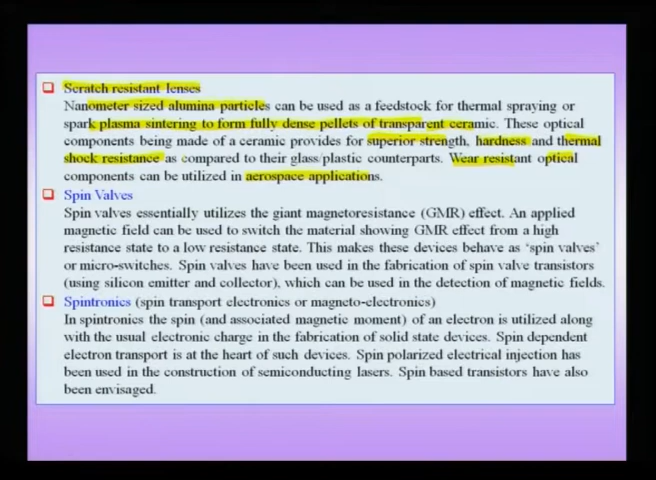 Scratch resistant lenses
Nanometer sized alumina particles can be used as a feedstock for thermal spraying or
spark plasma sintering to form fully dense pellets of transparent ceramic. These optical
components being made of a ceramic provides for superior strength, hardness and thermal
shock resistance as compared to their glass/plastic counterparts. Wear resistant optical
components can be utilized in aerospace applications.
Spin Valves
Spin valves essentially utilizes the giant magnetoresistance (GMR) effect. An applied
magnetic field can be used to switch the material showing GMR effect from a high
resistance state to a low resistance state. This makes these devices behave as ‘spin valves’
or micro-switches. Spin valves have been used in the fabrication of spin valve transistors
(using silicon emitter and collector), which can be used in the detection of magnetic fields.
Spintronics (spin transport electronics or magneto-electronics)
In spintronics the spin (and associated magnetic moment) of an electron is utilized along
with the usual electronic charge in the fabrication of solid state devices. Spin dependent
electron transport is at the heart of such devices. Spin polarized electrical injection has
been used in the construction of semiconducting lasers. Spin based transistors have also
been envisaged.